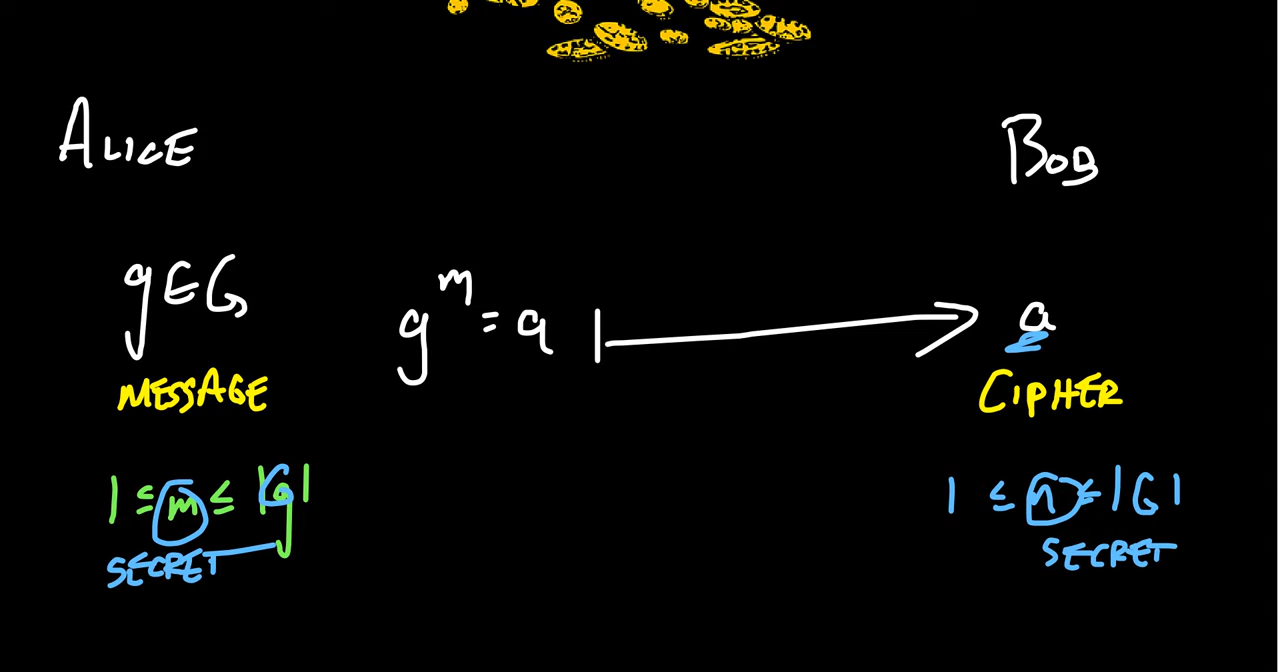 ALICE
BOB
g∈G
g^m = a
a
MESSAGE
CIPHER
1 ≤ m ≤ |G|
1 ≤ n ≤ |G|
SECRET
SECRET